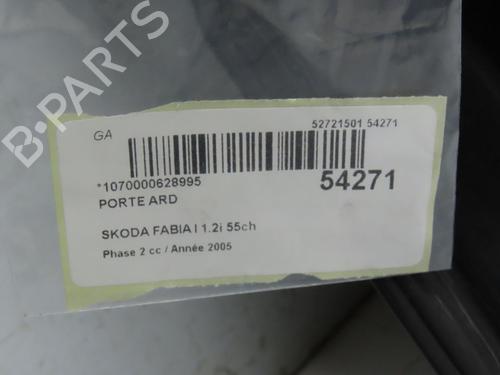 B-PARTS
GA
52721501 54271
*1070000628995
54271
PORTE ARD
SKODA FABIA I 1.2i 55ch
Phase 2 cc / Année 2005